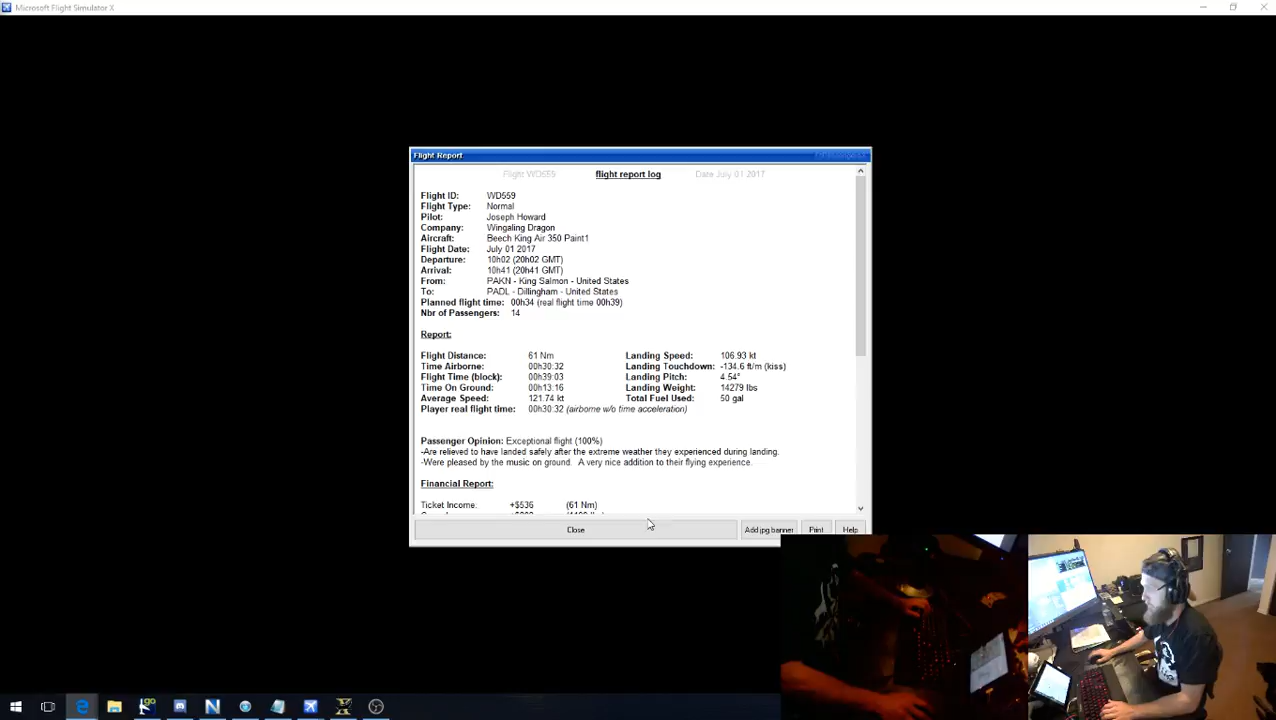 Microsoft Flight Simulator X
Flight Report
Flight WD559 flight report log Date July 01 2017
Flight ID: WD559
Flight Type: Normal
Pilot: Joseph Howard
Company: Wingaling Dragon
Aircraft: Beech King Air 350 Paint1
Flight Date: July 01 2017
Departure: 10h02 (20h02 GMT)
Arrival: 10h41 (20h41 GMT)
From: PAKN - King Salmon - United States
To: PADL - Dillingham - United States
Planned flight time: 00h34 (real flight time 00h39)
Nbr of Passengers: 14
Report:
Flight Distance: 61 Nm Landing Speed: 106.93 kt
Time Airborne: 00h30:32 Landing Touchdown: -134.6 ft/m (kiss)
Flight Time (block): 00h39:03 Landing Pitch: 4.54°
Time On Ground: 00h13:16 Landing Weight: 14279 lbs
Average Speed: 121.74 kt Total Fuel Used: 50 gal
Player real flight time: 00h30:32 (airborne w/o time acceleration)
Passenger Opinion: Exceptional flight (100%)
-Are relieved to have landed safely after the extreme weather they experienced during landing.
-Were pleased by the music on ground. A very nice addition to their flying experience.
Financial Report:
Ticket Income: +$536 (61 Nm)
Close Add jpg banner Print Help